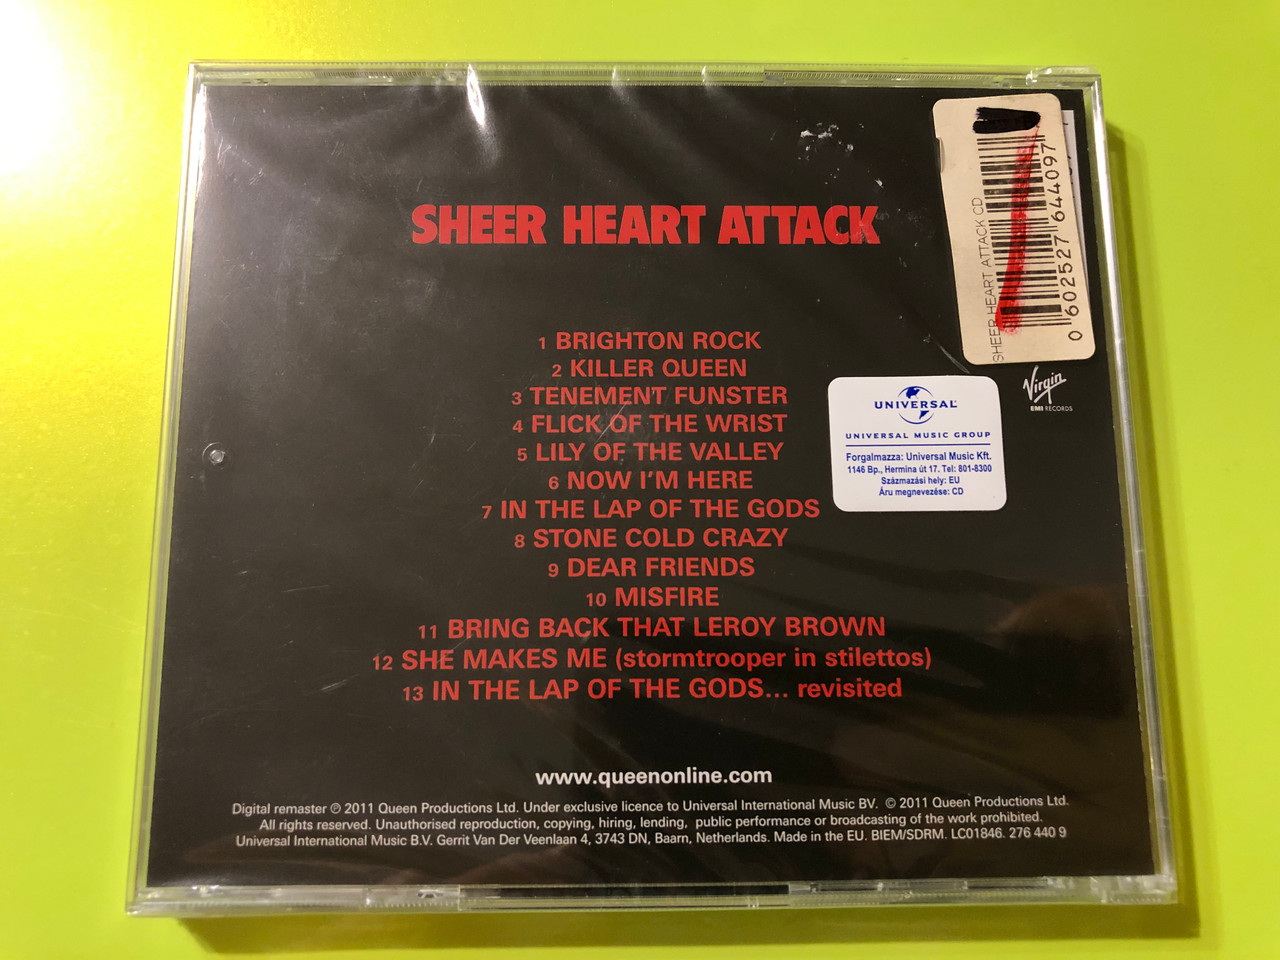 SHEER HEART ATTACK
1 BRIGHTON ROCK
2 KILLER QUEEN
3 TENEMENT FUNSTER
4 FLICK OF THE WRIST
5 LILY OF THE VALLEY
6 NOW I'M HERE
7 IN THE LAP OF THE GODS
8 STONE COLD CRAZY
9 DEAR FRIENDS
10 MISFIRE
11 BRING BACK THAT LEROY BROWN
12 SHE MAKES ME (stormtrooper in stilettos)
13 IN THE LAP OF THE GODS... revisited
SHEER HEART ATTACK CD
0 602527 644097
Virgin
EMI RECORDS
UNIVERSAL
UNIVERSAL MUSIC GROUP
Forgalmazza: Universal Music Kft.
1146 Bp., Hermina út 17. Tel: 801-8300
Származási hely: EU
Áru megnevezése: CD
www.queenonline.com
Digital remaster ℗ 2011 Queen Productions Ltd. Under exclusive licence to Universal International Music BV. © 2011 Queen Productions Ltd.
All rights reserved. Unauthorised reproduction, copying, hiring, lending, public performance or broadcasting of the work prohibited.
Universal International Music B.V. Gerrit Van Der Veenlaan 4, 3743 DN, Baarn, Netherlands. Made in the EU. BIEM/SDRM. LC01846. 276 440 9